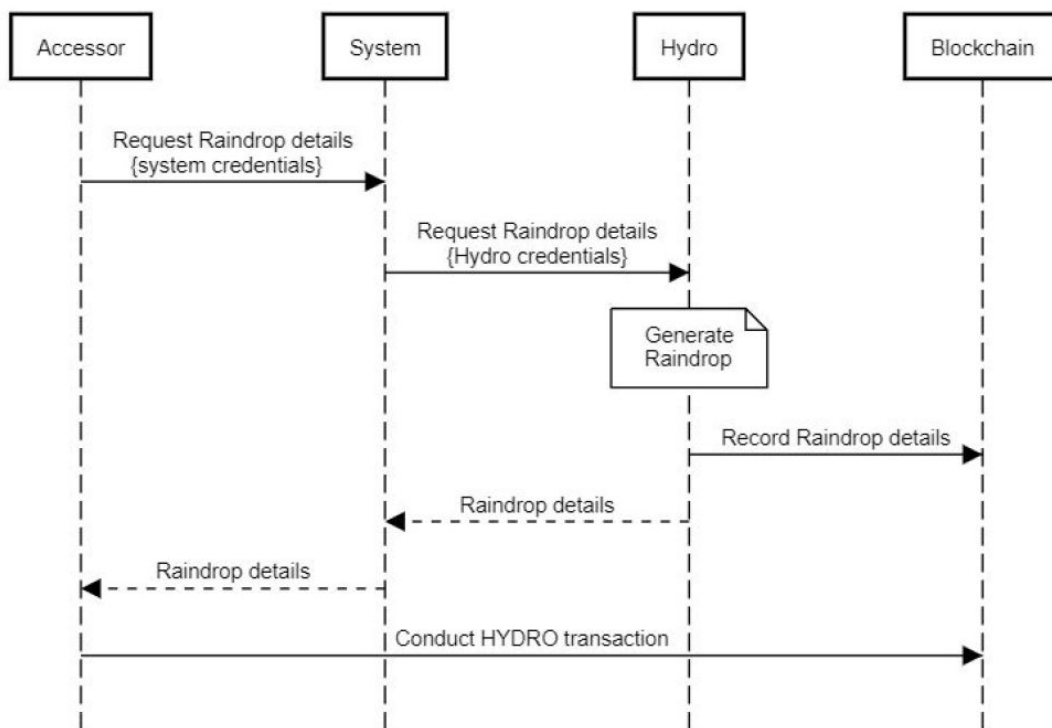 Accessor
System
Hydro
Blockchain
Request Raindrop details
{system credentials}
Request Raindrop details
{Hydro credentials}
Generate
Raindrop
Record Raindrop details
Raindrop details
Raindrop details
Conduct HYDRO transaction